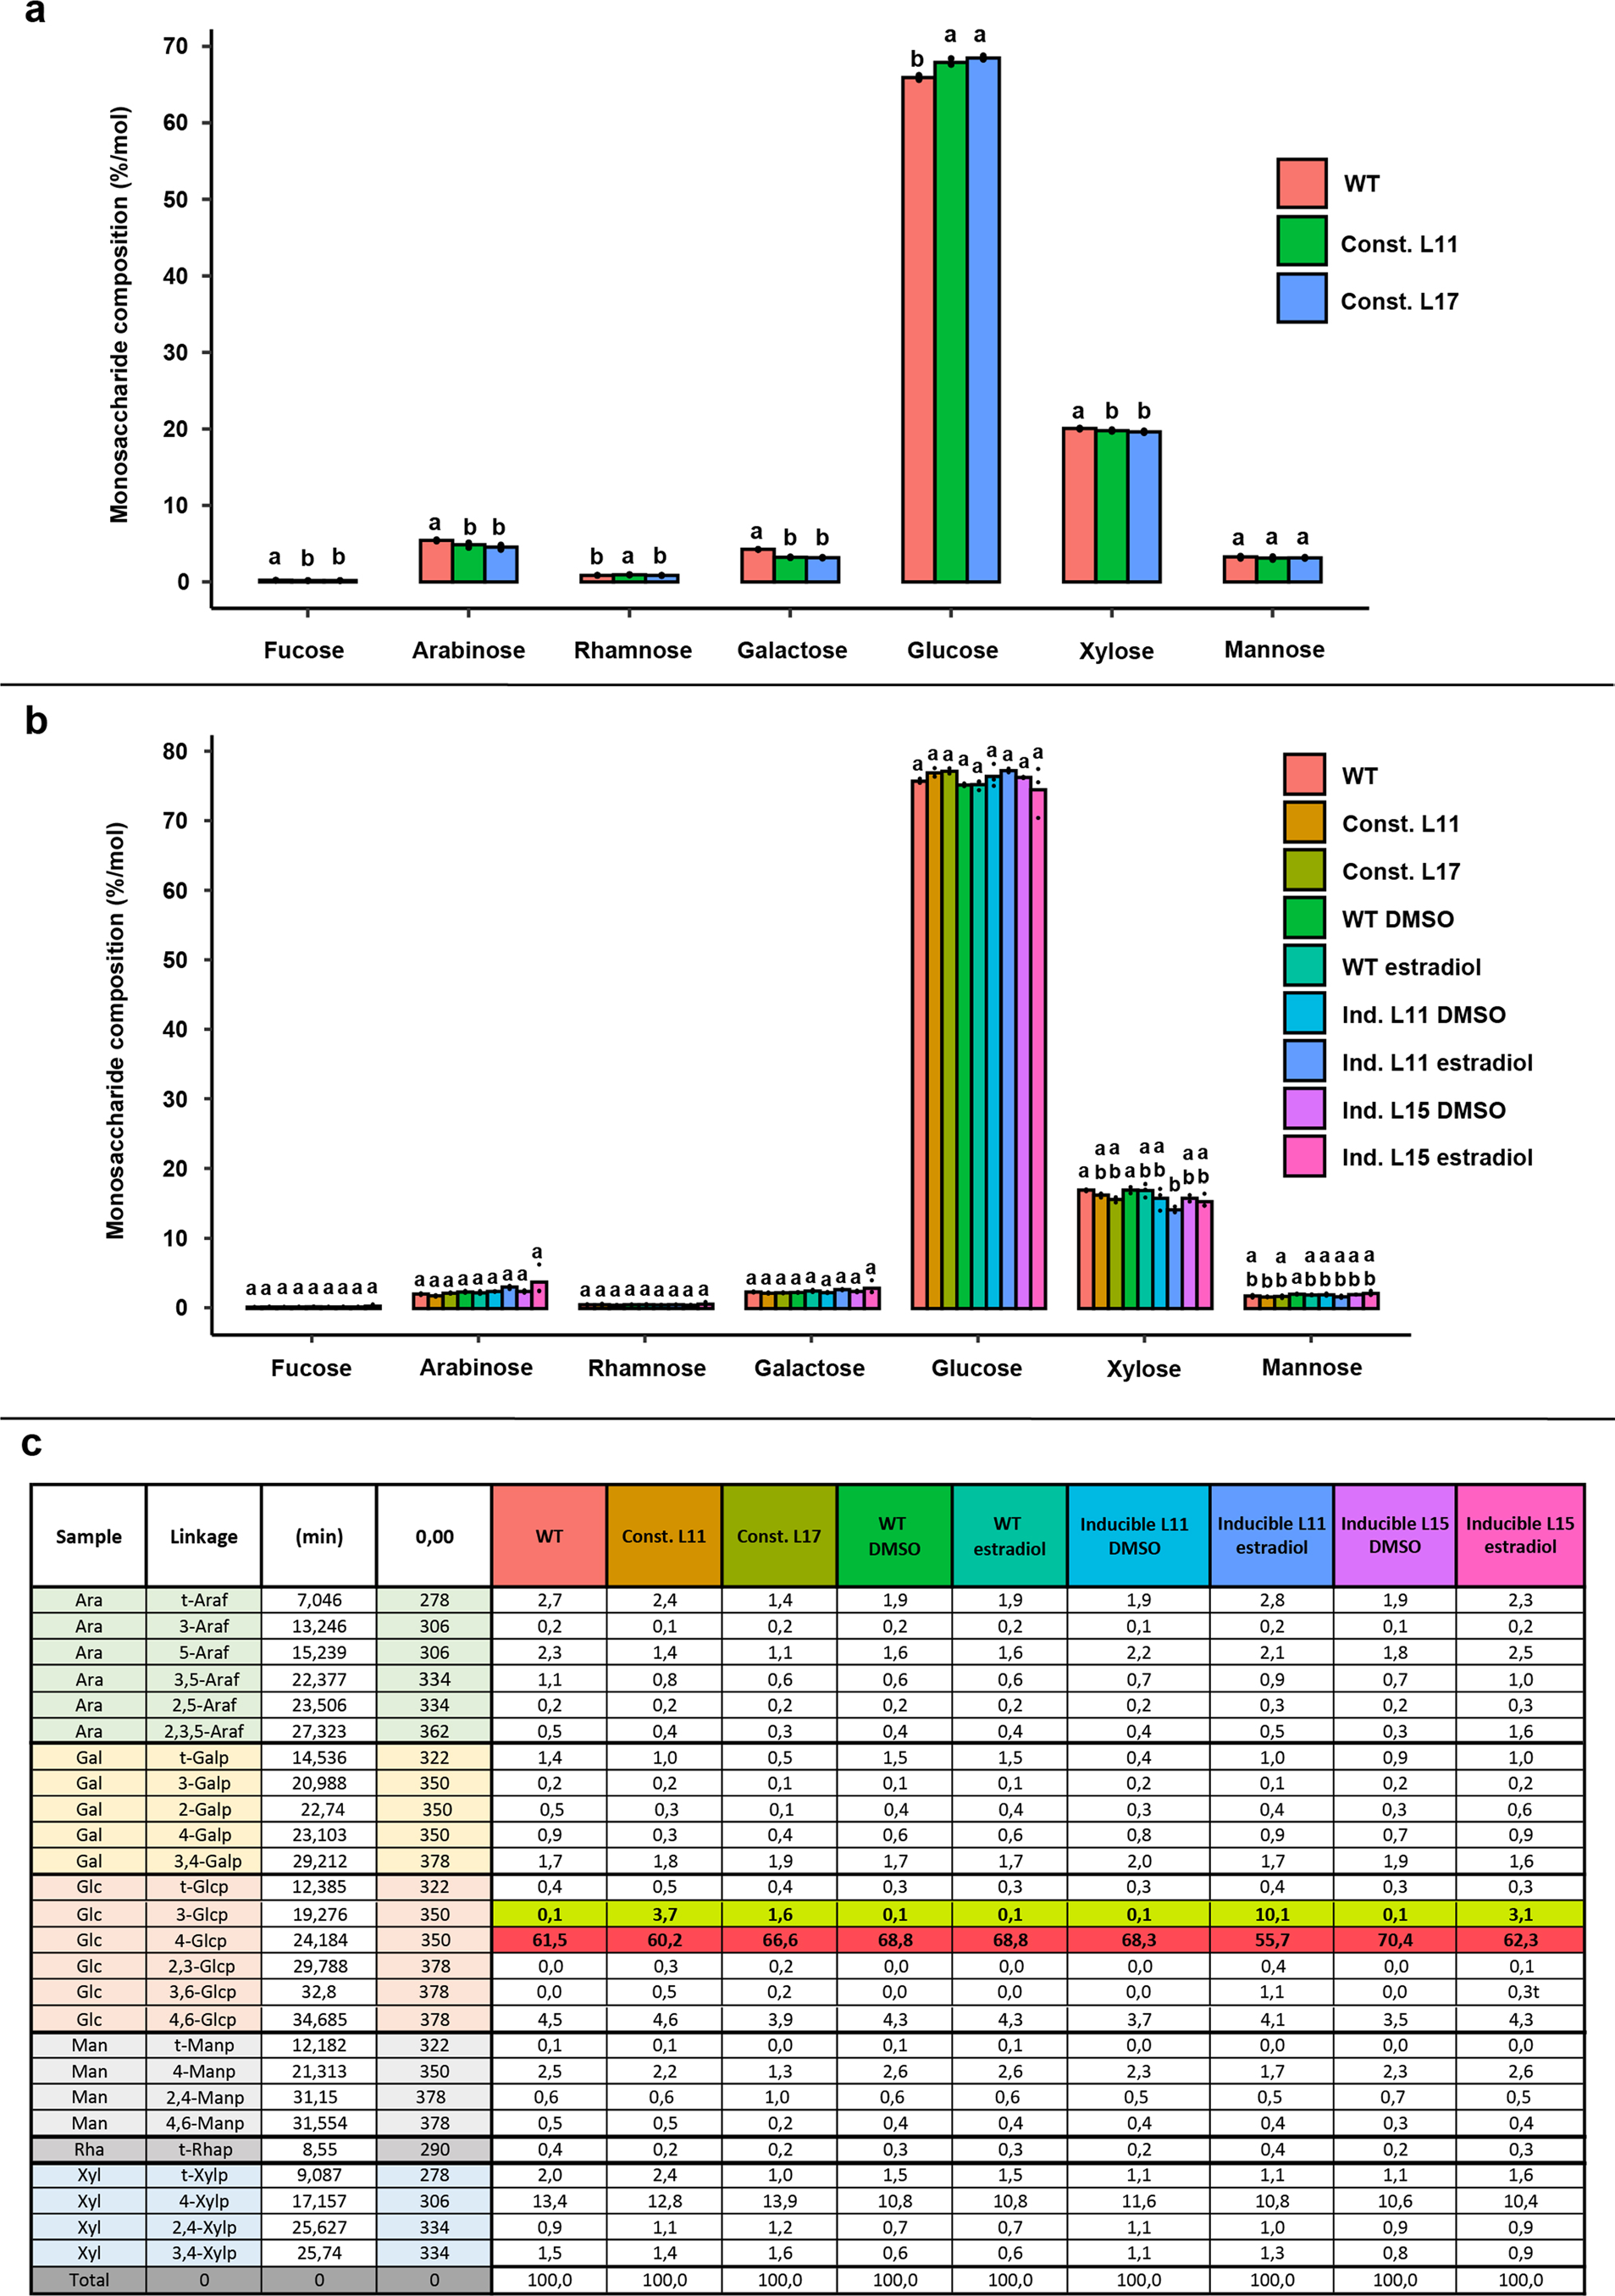 a
Monosaccharide composition (%/mol)
70
60
50
40
30
20
10
0
a b b
a b b
b a b
a b b
b a a
a b b
a a a
Fucose Arabinose Rhamnose Galactose Glucose Xylose Mannose
WT
Const. L11
Const. L17
b
Monosaccharide composition (%/mol)
80
70
60
50
40
30
20
10
0
a a a a a a a a a
a a a a a a a a a
a a a a a a a a a
a a a a a a a a a
a a a a a a a a a
a a a a a a
a b b a b b b b b
a a a a a a a
b b b a b b b b b
Fucose Arabinose Rhamnose Galactose Glucose Xylose Mannose
WT
Const. L11
Const. L17
WT DMSO
WT estradiol
Ind. L11 DMSO
Ind. L11 estradiol
Ind. L15 DMSO
Ind. L15 estradiol
c
Sample Linkage (min) 0,00 WT Const. L11 Const. L17 WT DMSO WT estradiol Inducible L11 DMSO Inducible L11 estradiol Inducible L15 DMSO Inducible L15 estradiol
Ara t-Araf 7,046 278 2,7 2,4 1,4 1,9 1,9 1,9 2,8 1,9 2,3
Ara 3-Araf 13,246 306 0,2 0,1 0,2 0,2 0,2 0,1 0,2 0,1 0,2
Ara 5-Araf 15,239 306 2,3 1,4 1,1 1,6 1,6 2,2 2,1 1,8 2,5
Ara 3,5-Araf 22,377 334 1,1 0,8 0,6 0,6 0,6 0,7 0,9 0,7 1,0
Ara 2,5-Araf 23,506 334 0,2 0,2 0,2 0,2 0,2 0,2 0,3 0,2 0,3
Ara 2,3,5-Araf 27,323 362 0,5 0,4 0,3 0,4 0,4 0,4 0,5 0,3 1,6
Gal t-Galp 14,536 322 1,4 1,0 0,5 1,5 1,5 0,4 1,0 0,9 1,0
Gal 3-Galp 20,988 350 0,2 0,2 0,1 0,1 0,1 0,2 0,1 0,2 0,2
Gal 2-Galp 22,74 350 0,5 0,3 0,1 0,4 0,4 0,3 0,4 0,3 0,6
Gal 4-Galp 23,103 350 0,9 0,3 0,4 0,6 0,6 0,8 0,9 0,7 0,9
Gal 3,4-Galp 29,212 378 1,7 1,8 1,9 1,7 1,7 2,0 1,7 1,9 1,6
Glc t-Glcp 12,385 322 0,4 0,5 0,4 0,3 0,3 0,3 0,4 0,3 0,3
Glc 3-Glcp 19,276 350 0,1 3,7 1,6 0,1 0,1 0,1 10,1 0,1 3,1
Glc 4-Glcp 24,184 350 61,5 60,2 66,6 68,8 68,8 68,3 55,7 70,4 62,3
Glc 2,3-Glcp 29,788 378 0,0 0,3 0,2 0,0 0,0 0,0 0,4 0,0 0,1
Glc 3,6-Glcp 32,8 378 0,0 0,5 0,2 0,0 0,0 0,0 1,1 0,0 0,3t
Glc 4,6-Glcp 34,685 378 4,5 4,6 3,9 4,3 4,3 3,7 4,1 3,5 4,3
Man t-Manp 12,182 322 0,1 0,1 0,0 0,1 0,1 0,0 0,0 0,0 0,0
Man 4-Manp 21,313 350 2,5 2,2 1,3 2,6 2,6 2,3 1,7 2,3 2,6
Man 2,4-Manp 31,15 378 0,6 0,6 1,0 0,6 0,6 0,5 0,5 0,7 0,5
Man 4,6-Manp 31,554 378 0,5 0,5 0,2 0,4 0,4 0,4 0,4 0,3 0,4
Rha t-Rhap 8,55 290 0,4 0,2 0,2 0,3 0,3 0,2 0,4 0,2 0,3
Xyl t-Xylp 9,087 278 2,0 2,4 1,0 1,5 1,5 1,1 1,1 1,1 1,6
Xyl 4-Xylp 17,157 306 13,4 12,8 13,9 10,8 10,8 11,6 10,8 10,6 10,4
Xyl 2,4-Xylp 25,627 334 0,9 1,1 1,2 0,7 0,7 1,1 1,0 0,9 0,9
Xyl 3,4-Xylp 25,74 334 1,5 1,4 1,6 0,6 0,6 1,1 1,3 0,8 0,9
Total 0 0 0 100,0 100,0 100,0 100,0 100,0 100,0 100,0 100,0 100,0